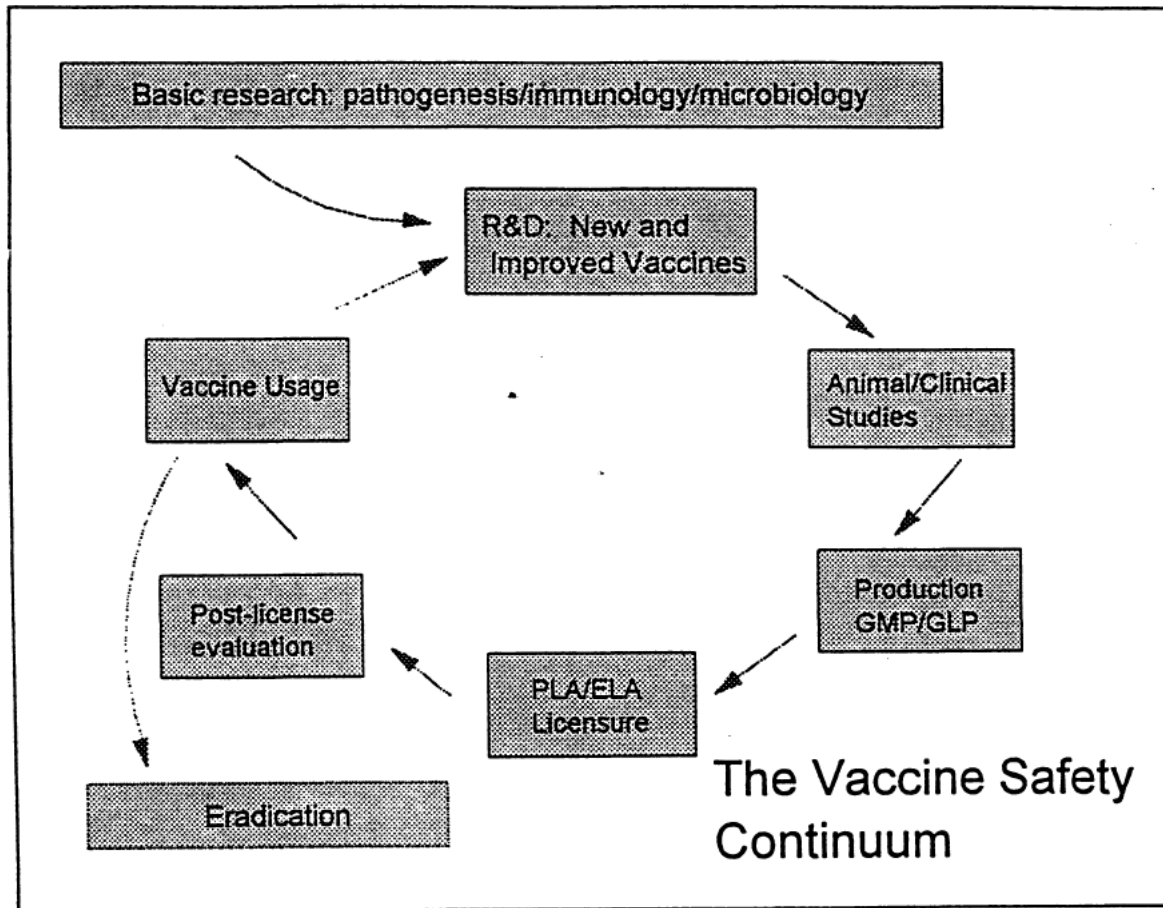 Basic research: pathogenesis/immunology/microbiology
R&D: New and
Improved Vaccines
Vaccine Usage
Animal/Clinical
Studies
Post-license
evaluation
Production
GMP/GLP
PLA/ELA
Licensure
Eradication
The Vaccine Safety
Continuum